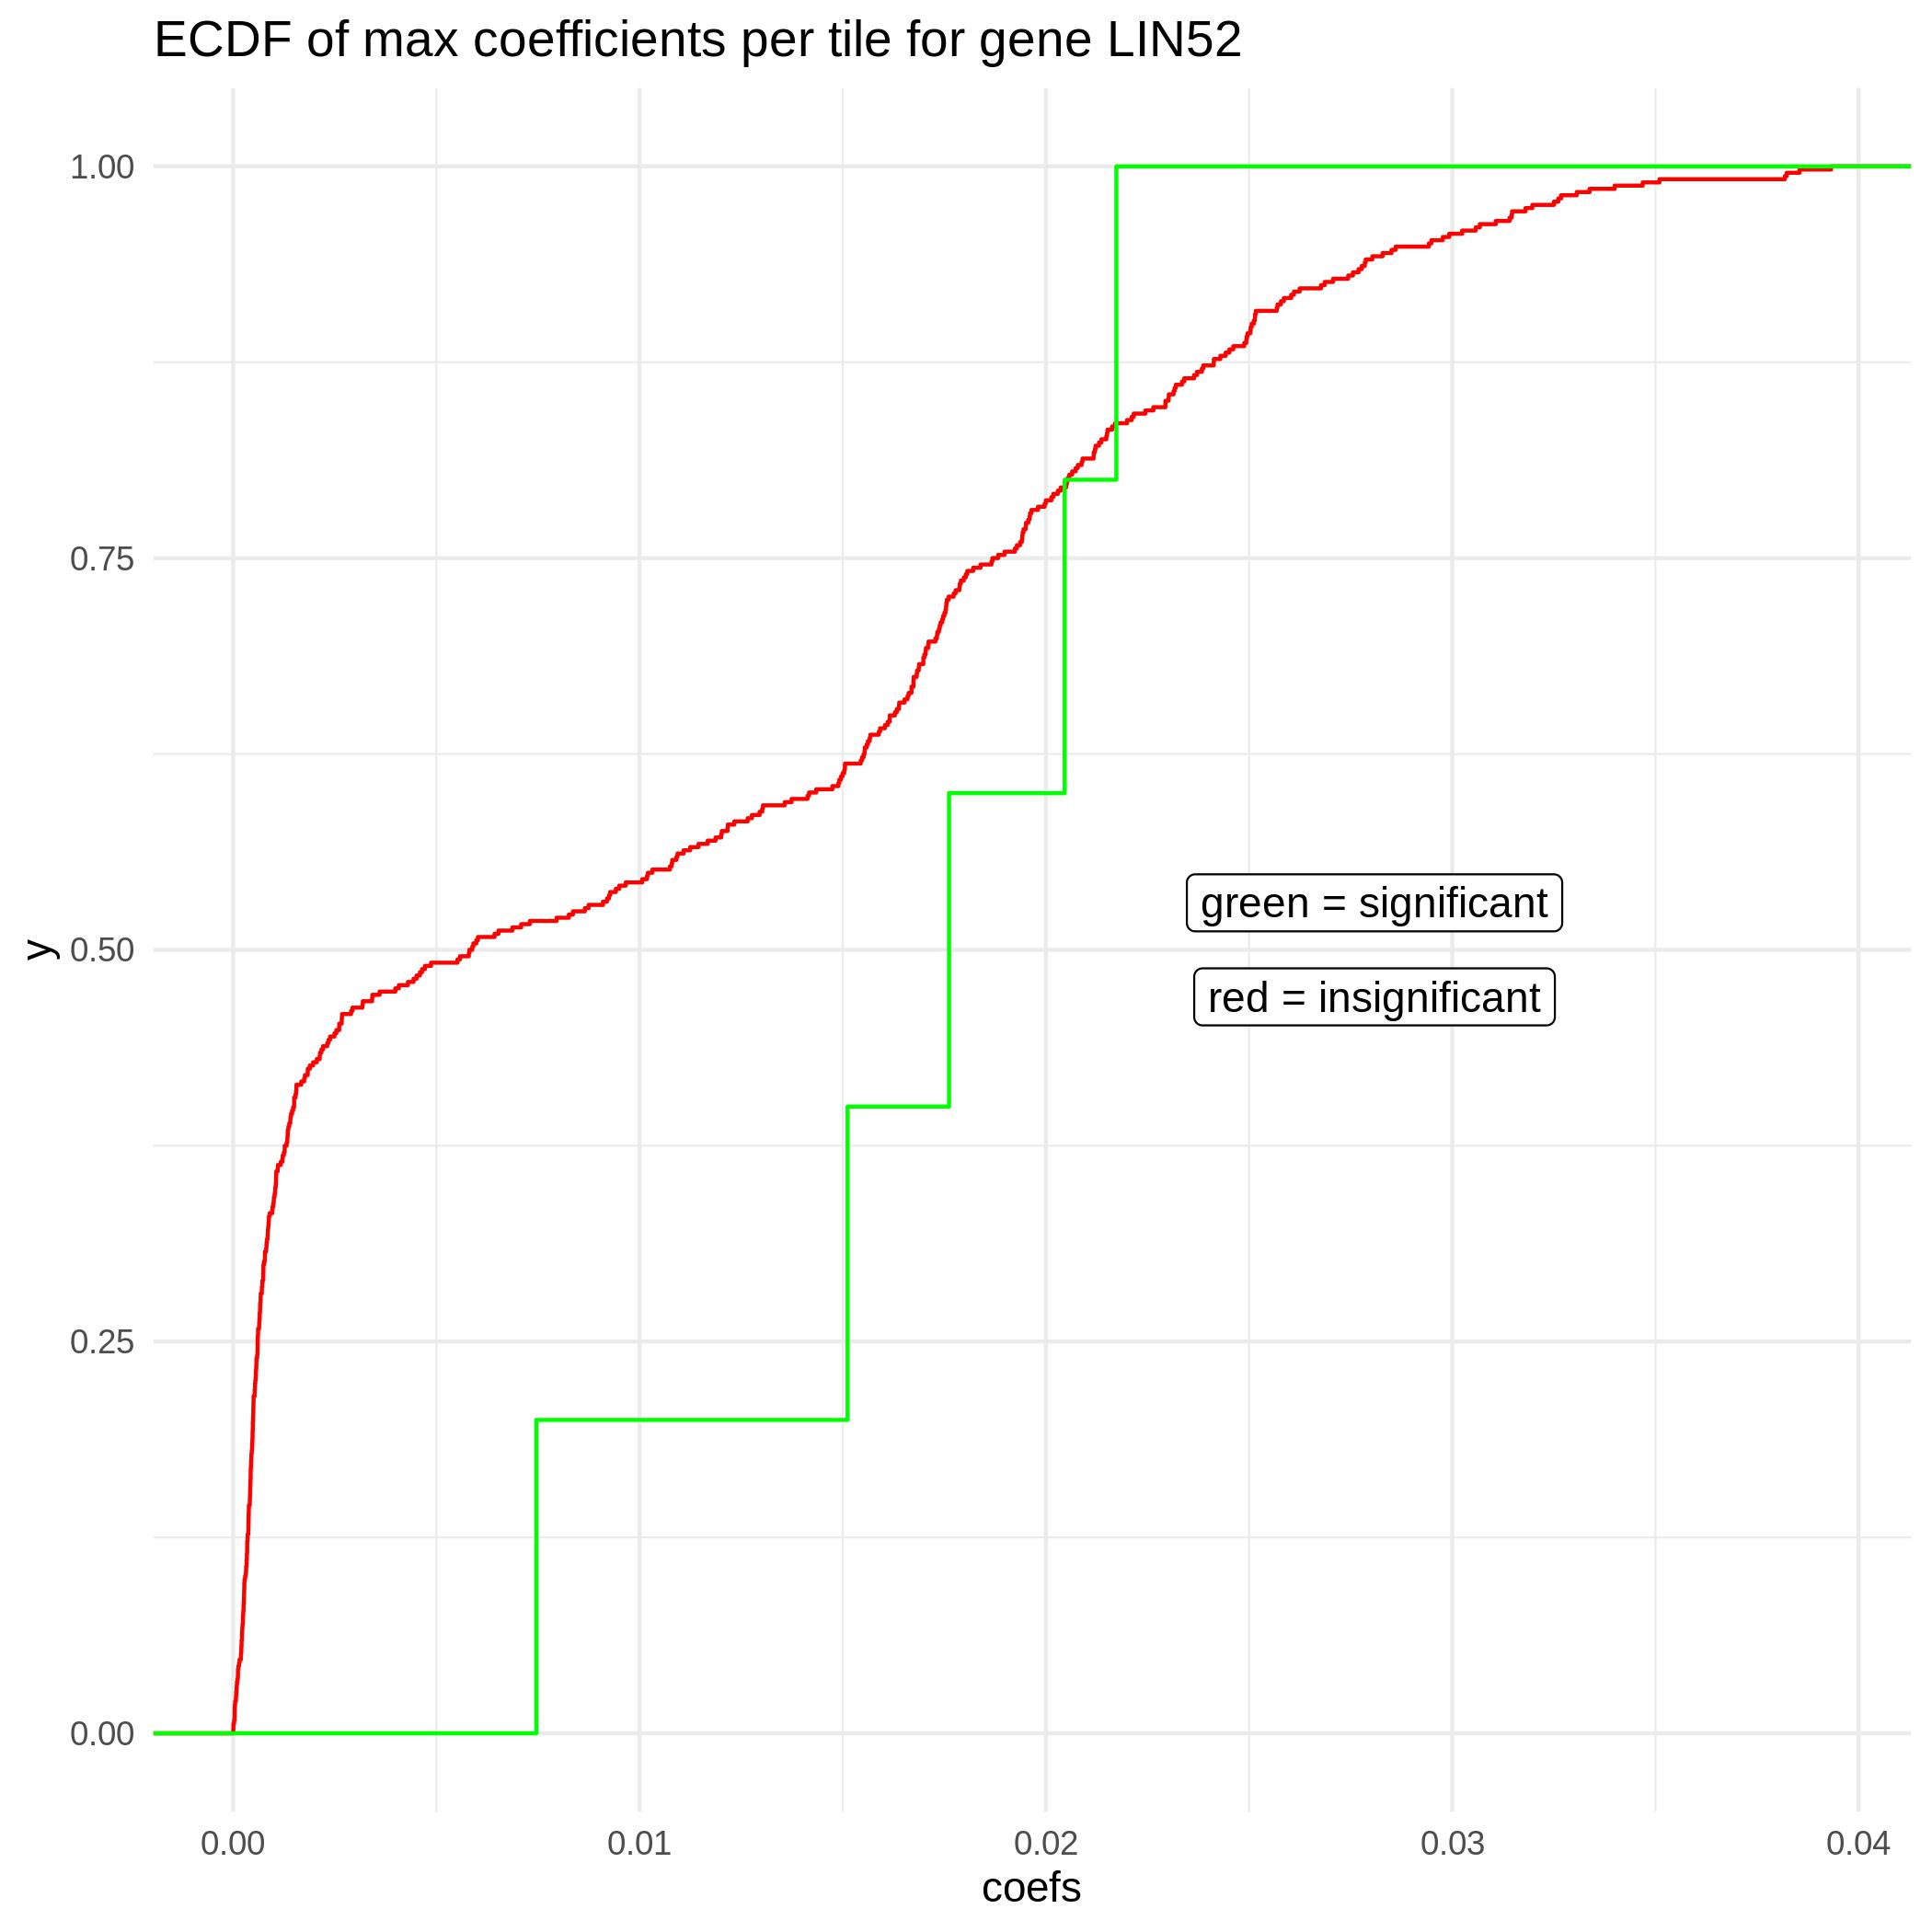 ECDF of max coefficients per tile for gene LIN52
1.00
0.75
0.50
0.25
0.00
y
green = significant
red = insignificant
0.00 0.01 0.02 0.03 0.04
coefs